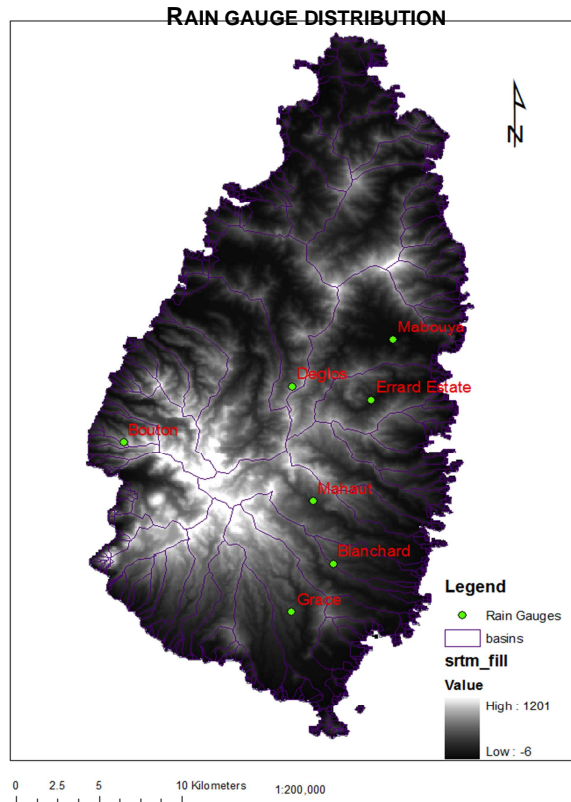 RAIN GAUGE DISTRIBUTION
N
Mabouya
Deglos
Errard Estate
Bouton
Mahaut
Blanchard
Grace
Legend
Rain Gauges
basins
srtm_fill
Value
High : 1201
Low : -6
0 2.5 5 10 Kilometers 1:200,000